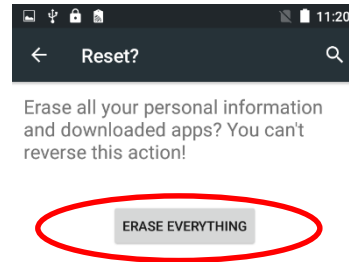 11:20
Reset?
Erase all your personal information
and downloaded apps? You can't
reverse this action!
ERASE EVERYTHING